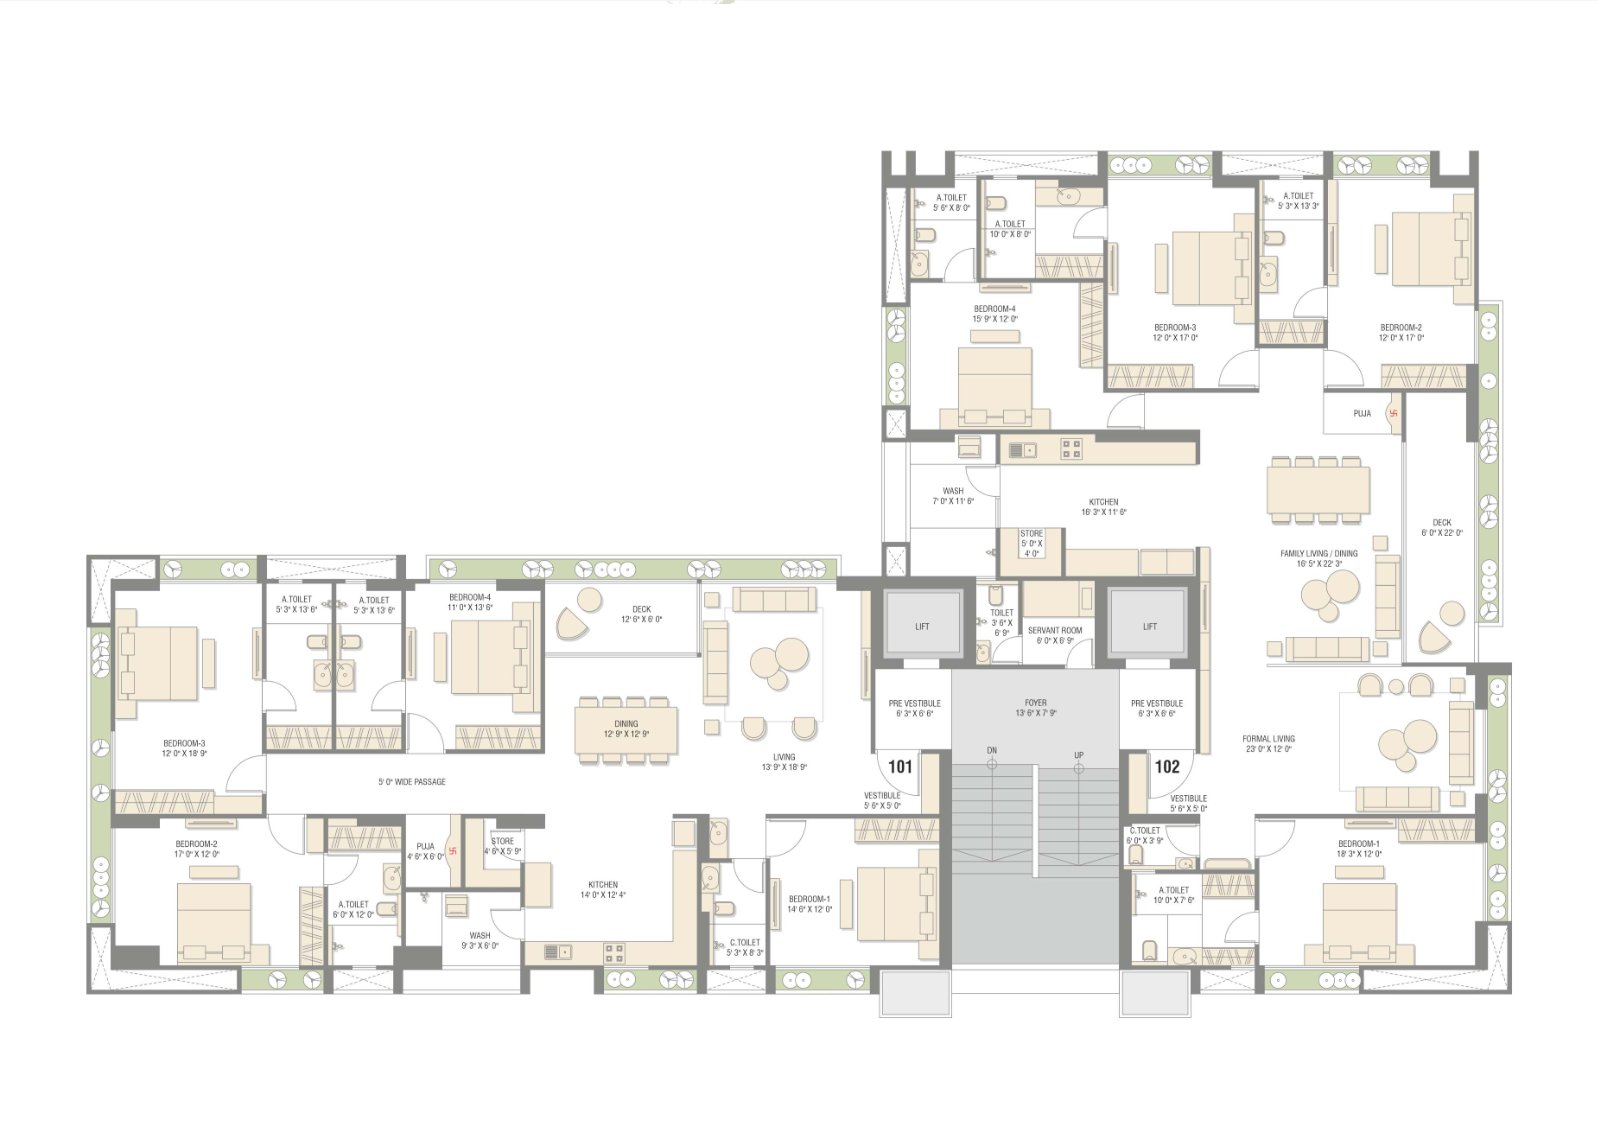 A.TOILET
5' 6" X 8' 0"
A.TOILET
10' 0" X 8' 0"
A.TOILET
5' 3" X 13' 3"
BEDROOM-4
15' 9" X 12' 0"
BEDROOM-3
12' 0" X 17' 0"
BEDROOM-2
12' 0" X 17' 0"
PUJA
WASH
7' 0" X 11' 6"
KITCHEN
16' 3" X 11' 6"
STORE
5' 0" X
4' 0"
DECK
6' 0" X 22' 0"
FAMILY LIVING / DINING
16' 5" X 22' 3"
LIFT
TOILET
3' 6" X
6' 9"
SERVANT ROOM
6' 0" X 6' 9"
LIFT
PRE VESTIBULE
6' 3" X 6' 6"
FOYER
13' 6" X 7' 9"
PRE VESTIBULE
6' 3" X 6' 6"
FORMAL LIVING
23' 0" X 12' 0"
DN
UP
101
102
VESTIBULE
5' 6" X 5' 0"
VESTIBULE
5' 6" X 5' 0"
C.TOILET
6' 0" X 3' 9"
BEDROOM-1
18' 3" X 12' 0"
A.TOILET
10' 0" X 7' 6"
A.TOILET
5' 3" X 13' 6"
A.TOILET
5' 3" X 13' 6"
BEDROOM-4
11' 0" X 13' 6"
DECK
12' 6" X 6' 0"
BEDROOM-3
12' 0" X 18' 9"
DINING
12' 9" X 12' 9"
LIVING
13' 9" X 18' 9"
5' 0" WIDE PASSAGE
BEDROOM-2
17' 0" X 12' 0"
PUJA
4' 6" X 6' 0"
STORE
4' 6" X 5' 9"
A.TOILET
6' 0" X 12' 0"
WASH
9' 3" X 6' 0"
KITCHEN
14' 0" X 12' 4"
C.TOILET
5' 3" X 8' 3"
BEDROOM-1
14' 6" X 12' 0"